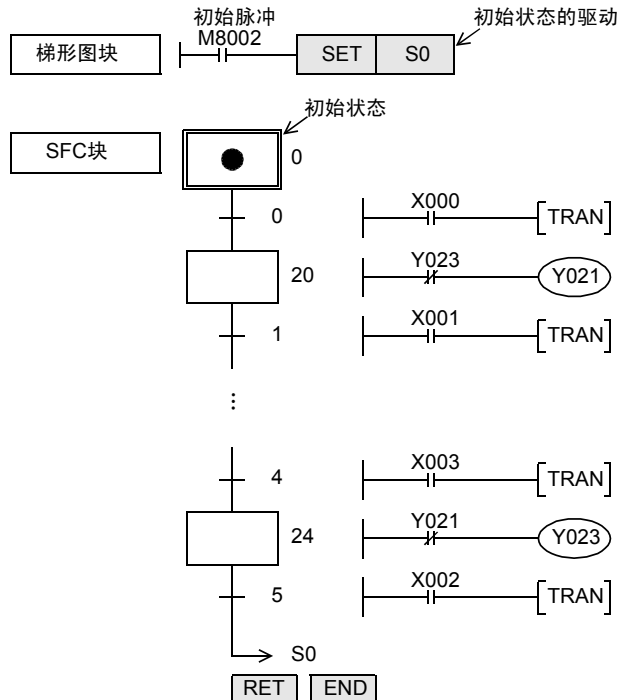 初始脉冲
初始状态的驱动
梯形图块
M8002
SET S0
初始状态
SFC块
0
0
X000
TRAN
20
Y023
Y021
1
X001
TRAN
⋮
4
X003
TRAN
24
Y021
Y023
5
X002
TRAN
S0
RET END